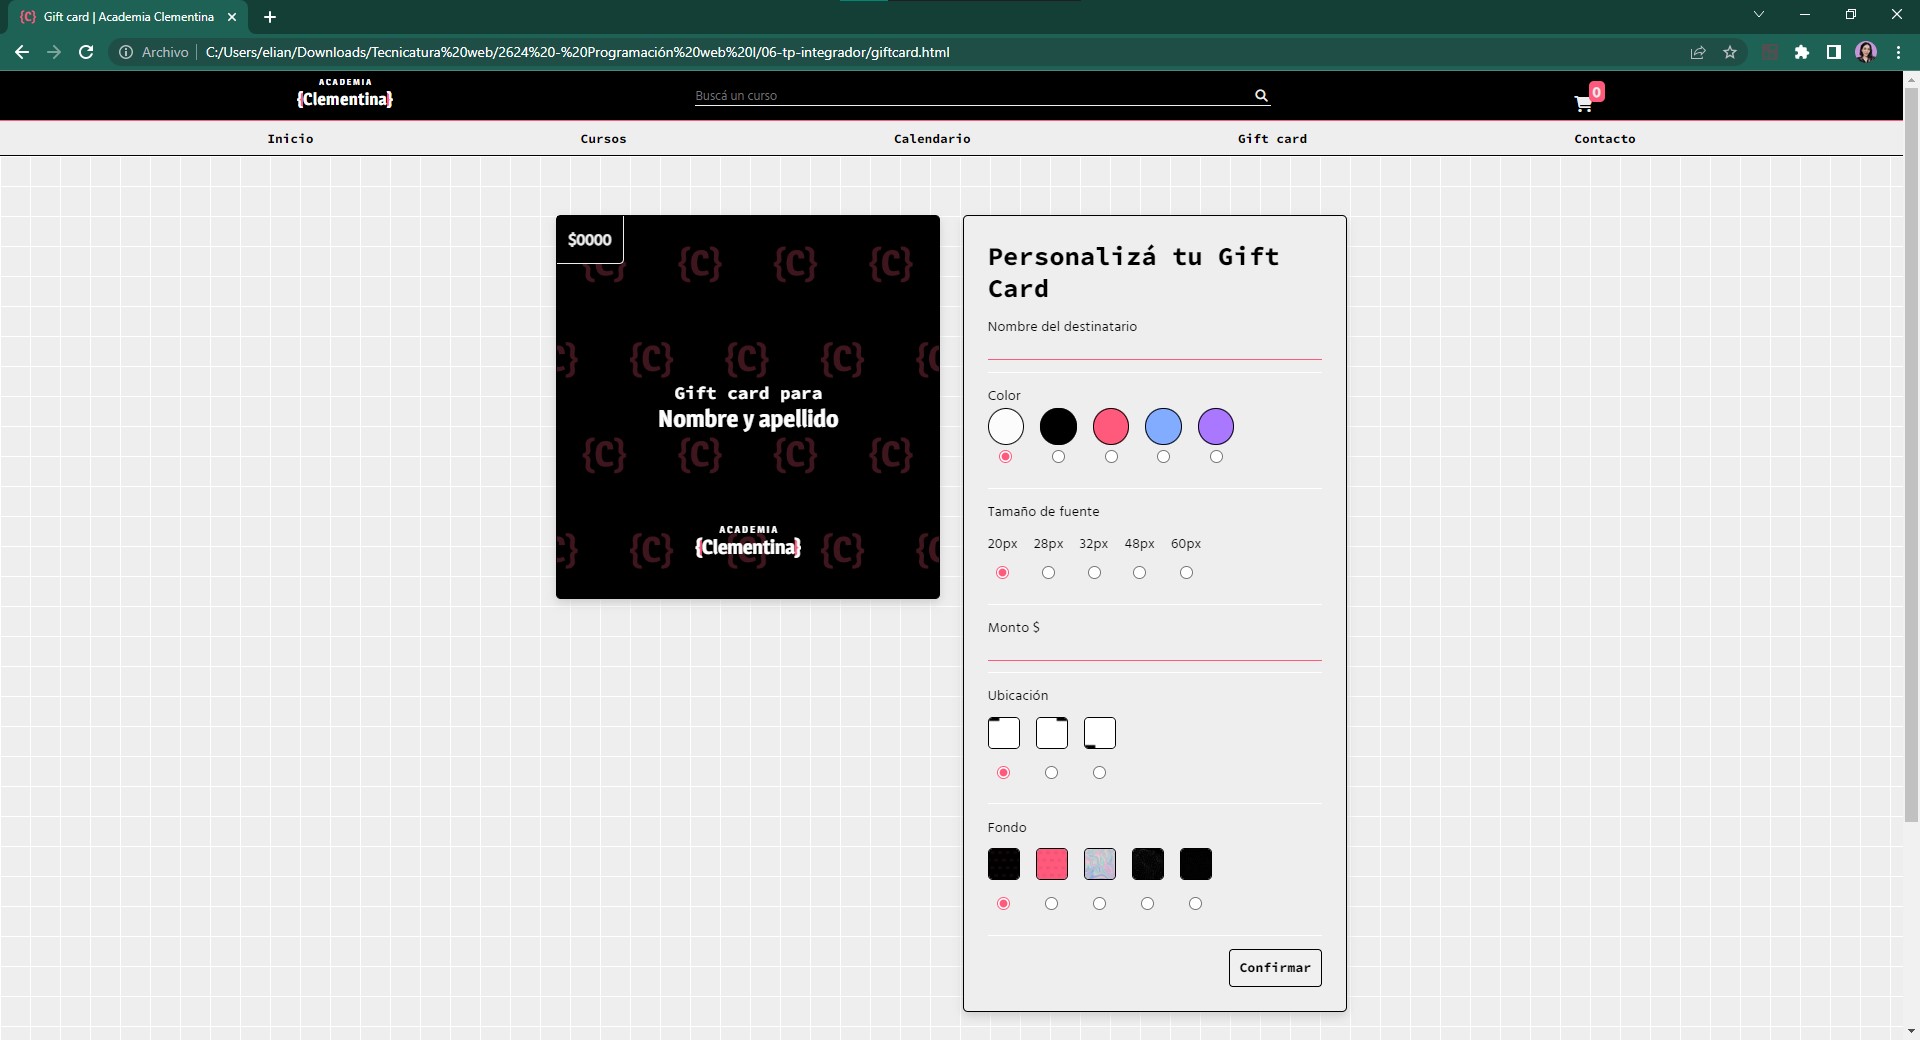 {C} Gift card | Academia Clementina
Archivo | C:/Users/elian/Downloads/Tecnicatura%20web/2624%20-%20Programación%20web%20I/06-tp-integrador/giftcard.html
ACADEMIA
{Clementina}
Buscá un curso
0
Inicio Cursos Calendario Gift card Contacto
$0000
{C} {C} {C} {C}
C} {C} {C} {C} {C
Gift card para
Nombre y apellido
{C} {C} {C} {C}
ACADEMIA
C} {C} {Clementina} {C} {C
Personalizá tu Gift
Card
Nombre del destinatario
Color
Tamaño de fuente
20px 28px 32px 48px 60px
Monto $
Ubicación
Fondo
Confirmar